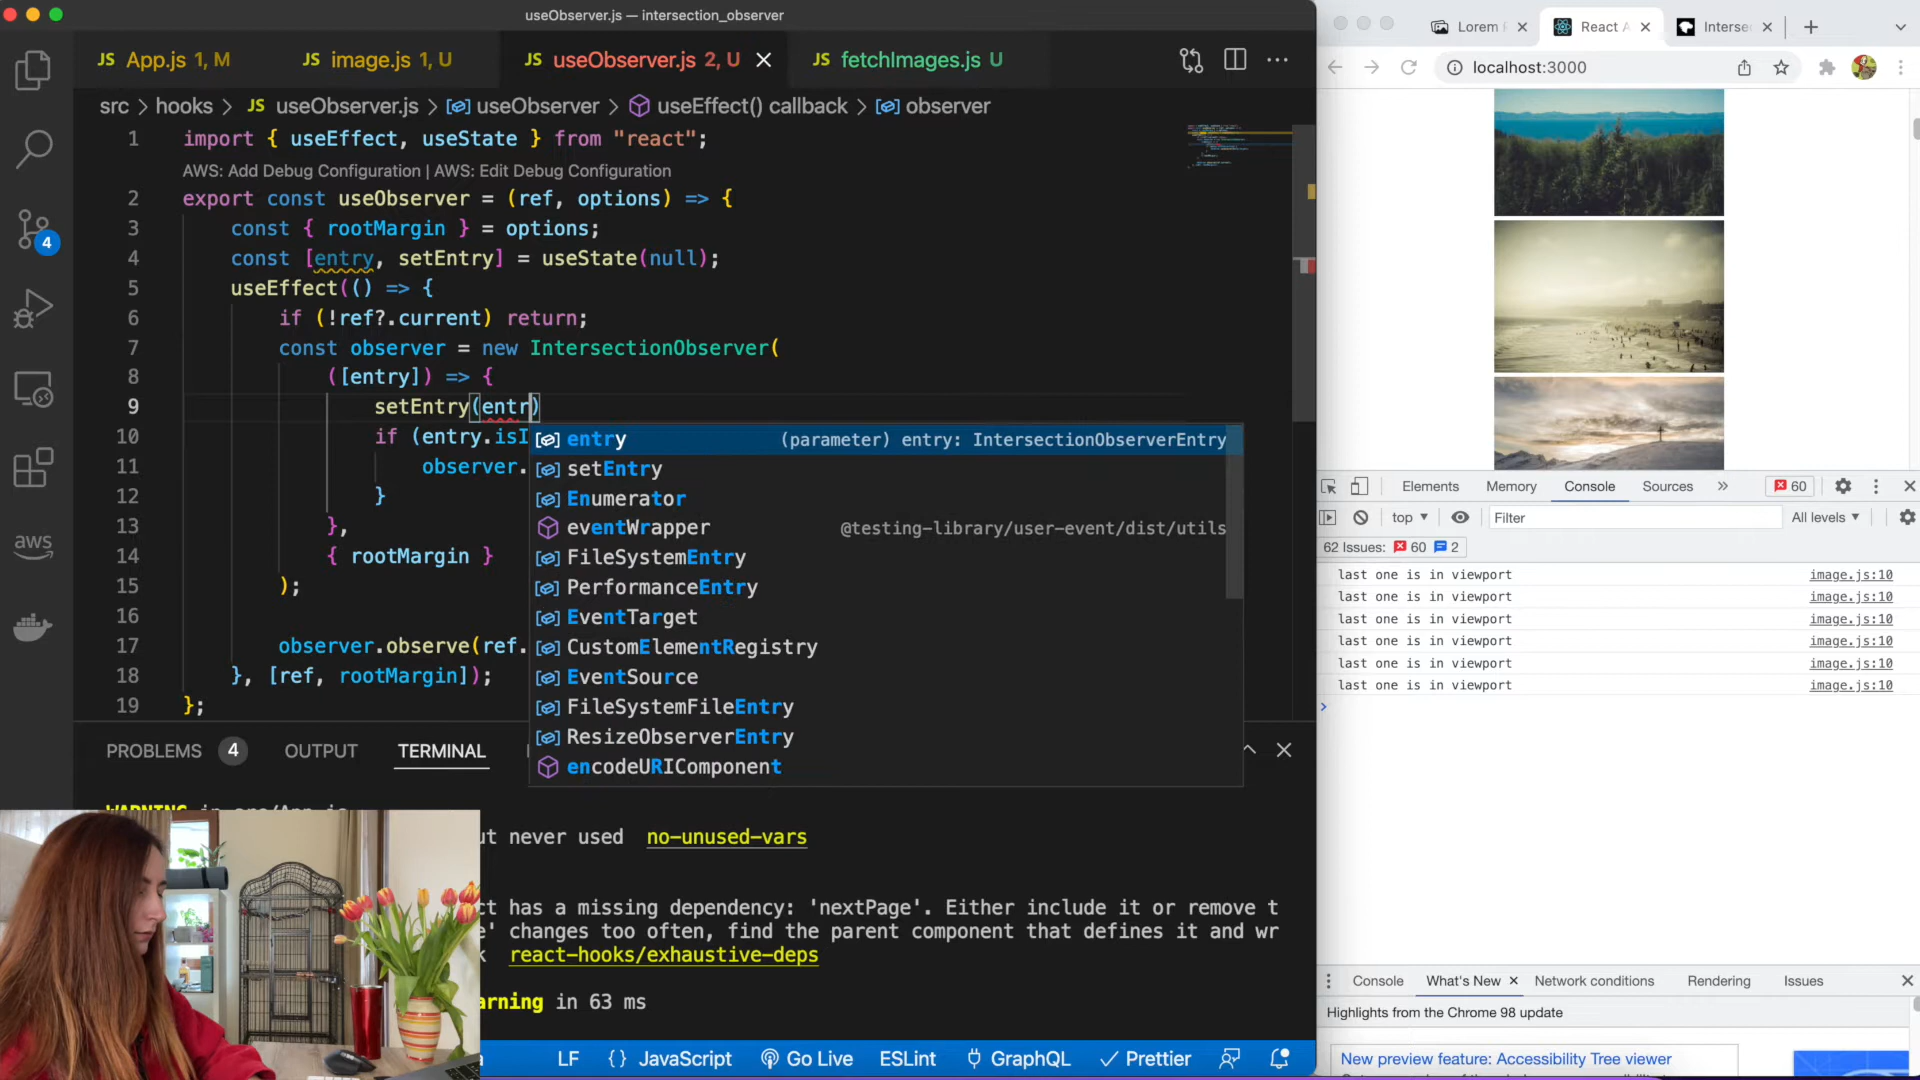 useObserver.js — intersection_observer
JS App.js 1, M
JS image.js 1, U
JS useObserver.js 2, U
JS fetchImages.js U
src > hooks > JS useObserver.js > useObserver > useEffect() callback > observer
1 import { useEffect, useState } from "react";
AWS: Add Debug Configuration | AWS: Edit Debug Configuration
2 export const useObserver = (ref, options) => {
3 const { rootMargin } = options;
4 const [entry, setEntry] = useState(null);
5 useEffect(() => {
6 if (!ref?.current) return;
7 const observer = new IntersectionObserver(
8 ([entry]) => {
9 setEntry(entr)
10 if (entry.isI
11 observer.
12 }
13 },
14 { rootMargin }
15 );
16
17 observer.observe(ref.
18 }, [ref, rootMargin]);
19 };
entry (parameter) entry: IntersectionObserverEntry
setEntry
Enumerator
eventWrapper @testing-library/user-event/dist/utils
FileSystemEntry
PerformanceEntry
EventTarget
CustomElementRegistry
EventSource
FileSystemFileEntry
ResizeObserverEntry
encodeURIComponent
4
aws
PROBLEMS 4 OUTPUT TERMINAL
WARNING in src/App.js
ut never used no-unused-vars
ct has a missing dependency: 'nextPage'. Either include it or remove t
e' changes too often, find the parent component that defines it and wr
k react-hooks/exhaustive-deps
arning in 63 ms
LF {} JavaScript Go Live ESLint GraphQL Prettier
Lorem
React A
Interse
localhost:3000
Elements Memory Console Sources 60
top Filter All levels
62 Issues: 60 2
last one is in viewport image.js:10
last one is in viewport image.js:10
last one is in viewport image.js:10
last one is in viewport image.js:10
last one is in viewport image.js:10
last one is in viewport image.js:10
Console What's New Network conditions Rendering Issues
Highlights from the Chrome 98 update
New preview feature: Accessibility Tree viewer